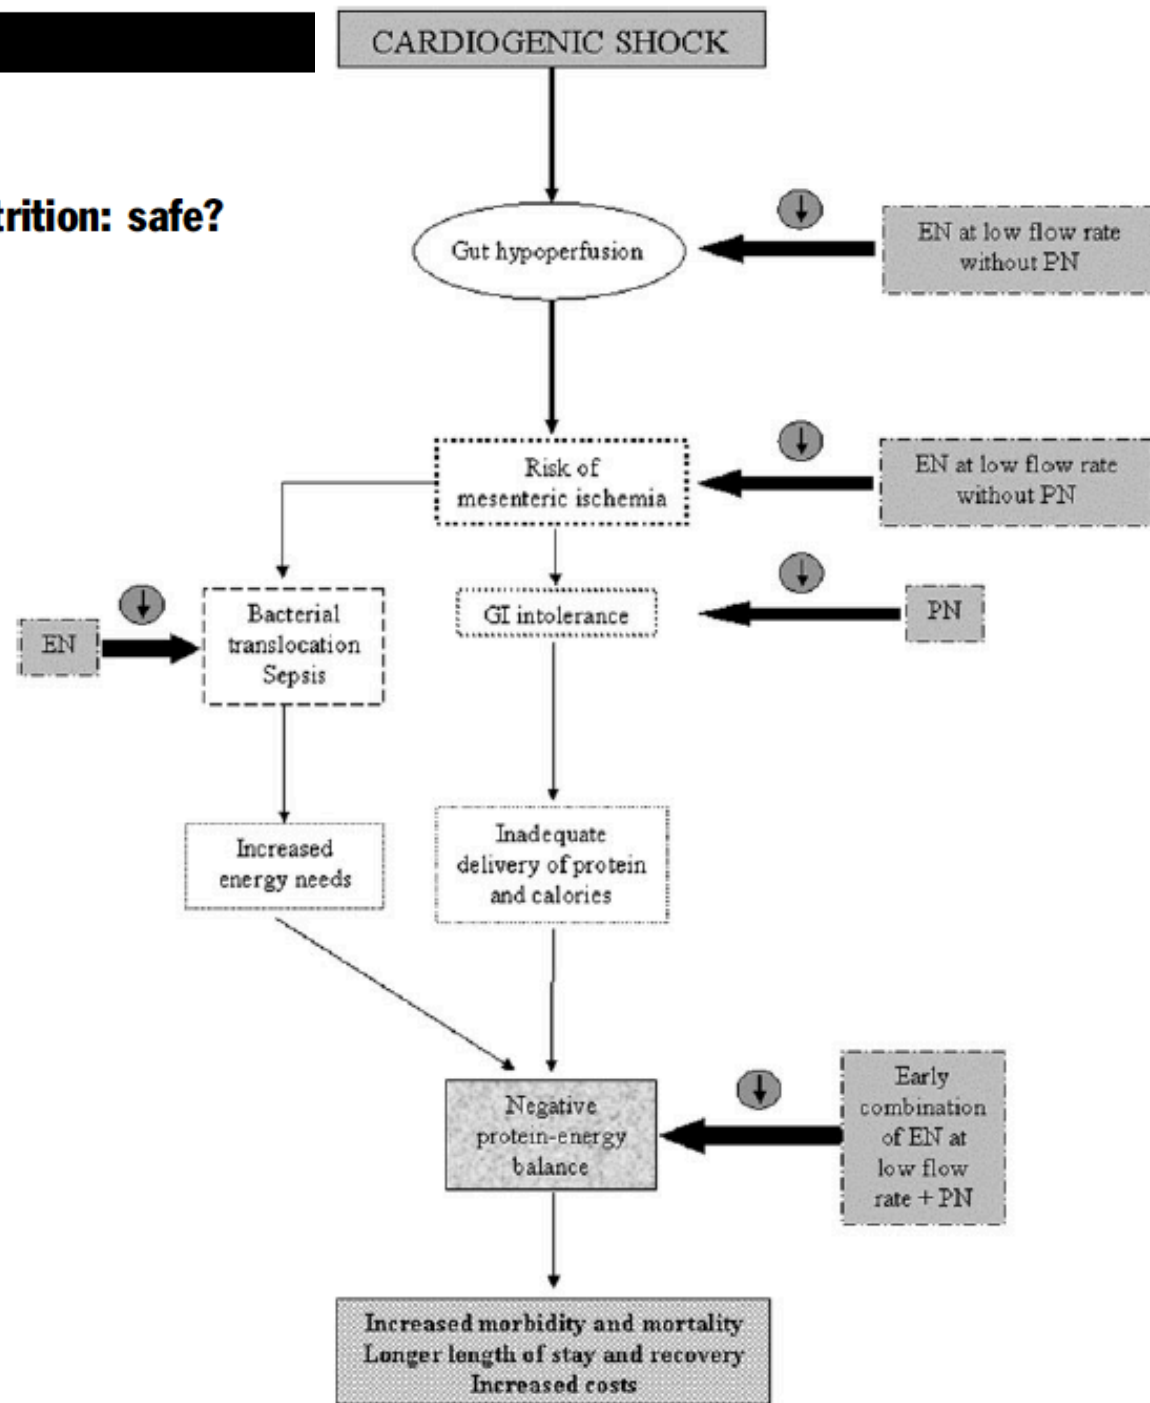 CARDIOGENIC SHOCK
trition: safe?
Gut hypoperfusion
EN at low flow rate
without PN
Risk of
mesenteric ischemia
EN at low flow rate
without PN
GI intolerance
PN
EN
Bacterial
translocation
Sepsis
Increased
energy needs
Inadequate
delivery of protein
and calories
Negative
protein-energy
balance
Early
combination
of EN at
low flow
rate + PN
Increased morbidity and mortality
Longer length of stay and recovery
Increased costs